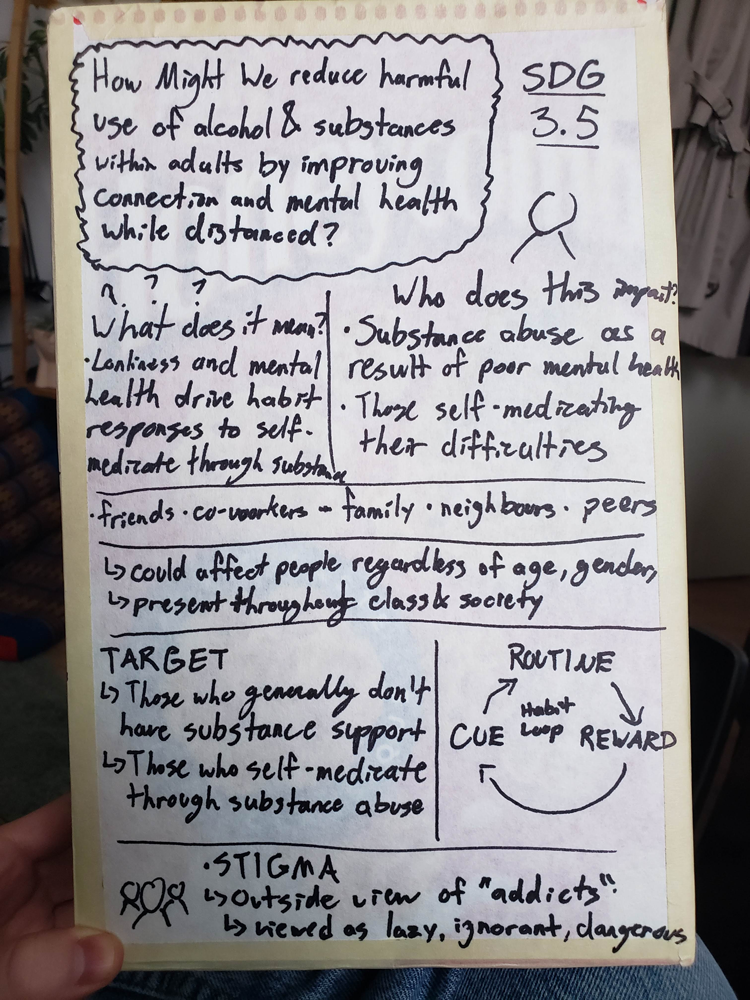 How Might We reduce harmful
use of alcohol & substances
within adults by improving
connection and mental health
while distanced?
SDG
3.5
? ? ?
What does it mean?
·Lonliness and mental
health drive habit
responses to self-
medicate through substance
Who does this impact?
·Substance abuse as a
result of poor mental health
·Those self-medicating
their difficulties
·friends·co-workers-family·neighbours·peers
↳could affect people regardless of age, gender,
↳present throughout class & society
TARGET
↳Those who generally don't
have substance support
↳Those who self-medicate
through substance abuse
ROUTINE
Habit
Loop
CUE
REWARD
·STIGMA
↳Outside view of "addicts":
↳viewed as lazy, ignorant, dangerous